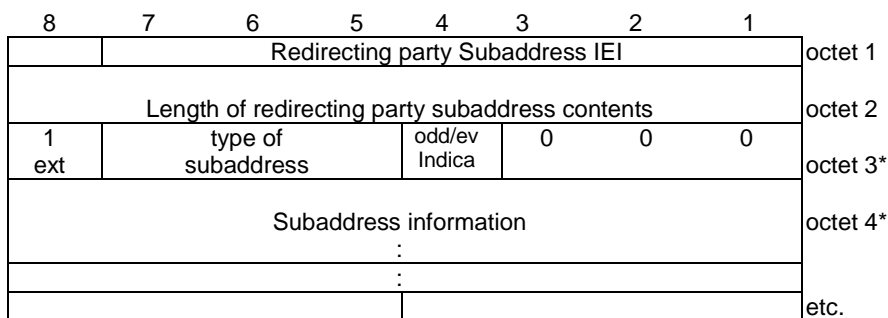 8 7 6 5 4 3 2 1
Redirecting party Subaddress IEI octet 1
Length of redirecting party subaddress contents octet 2
1 type of odd/ev 0 0 0
ext subaddress Indica octet 3*
Subaddress information octet 4*
:
:
etc.